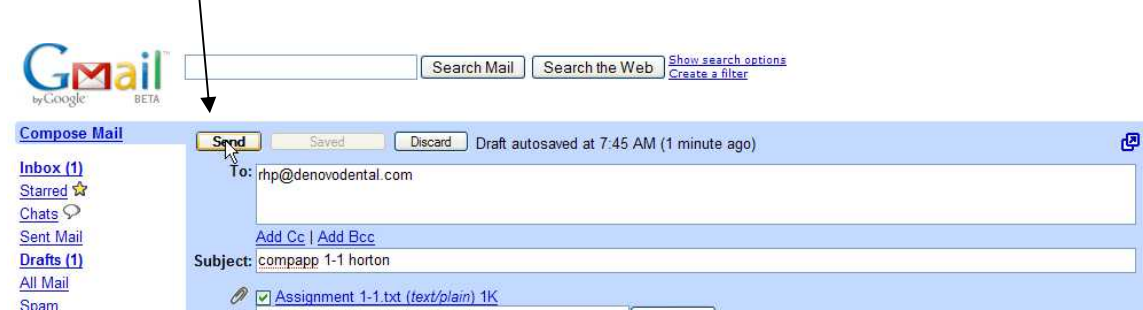 Gmail
by Google BETA
Search Mail Search the Web Show search options
Create a filter
Compose Mail
Send Saved Discard Draft autosaved at 7:45 AM (1 minute ago)
Inbox (1)
To: rhp@denovodental.com
Starred
Chats
Sent Mail
Add Cc | Add Bcc
Drafts (1)
Subject: compapp 1-1 horton
All Mail
Assignment 1-1.txt (text/plain) 1K
Spam